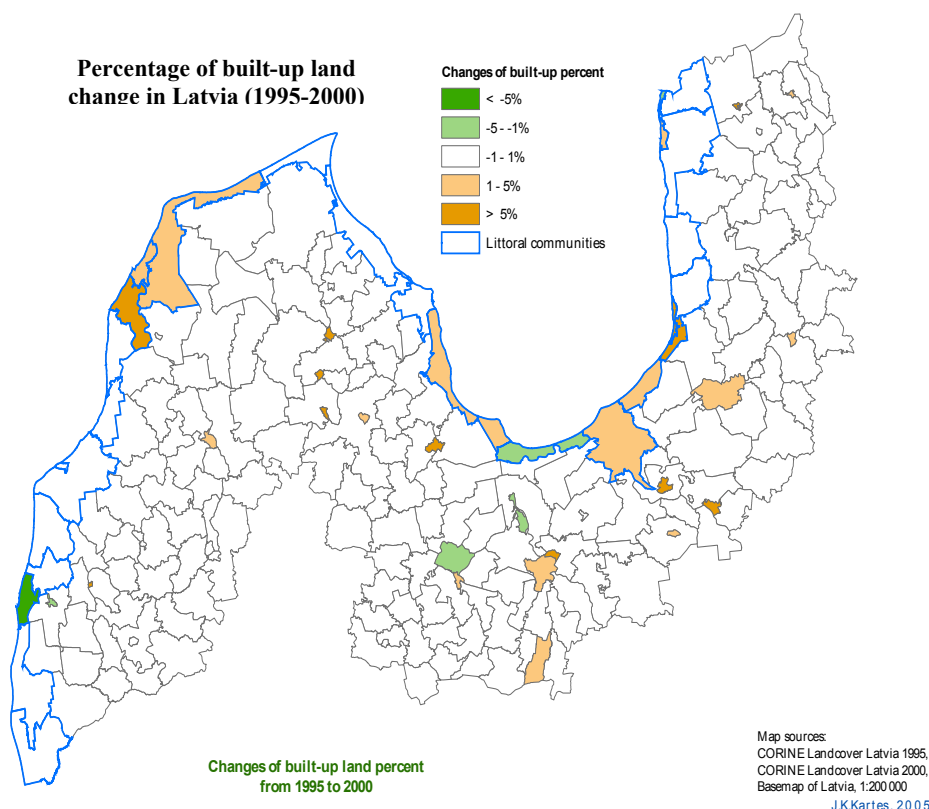 Percentage of built-up land
change in Latvia (1995-2000)
Changes of built-up percent
< -5%
-5 - -1%
-1 - 1%
1 - 5%
> 5%
Littoral communities
Changes of built-up land percent
from 1995 to 2000
Map sources:
CORINE Landcover Latvia 1995,
CORINE Landcover Latvia 2000,
Basemap of Latvia, 1:200 000
J.K.Kartes, 2005